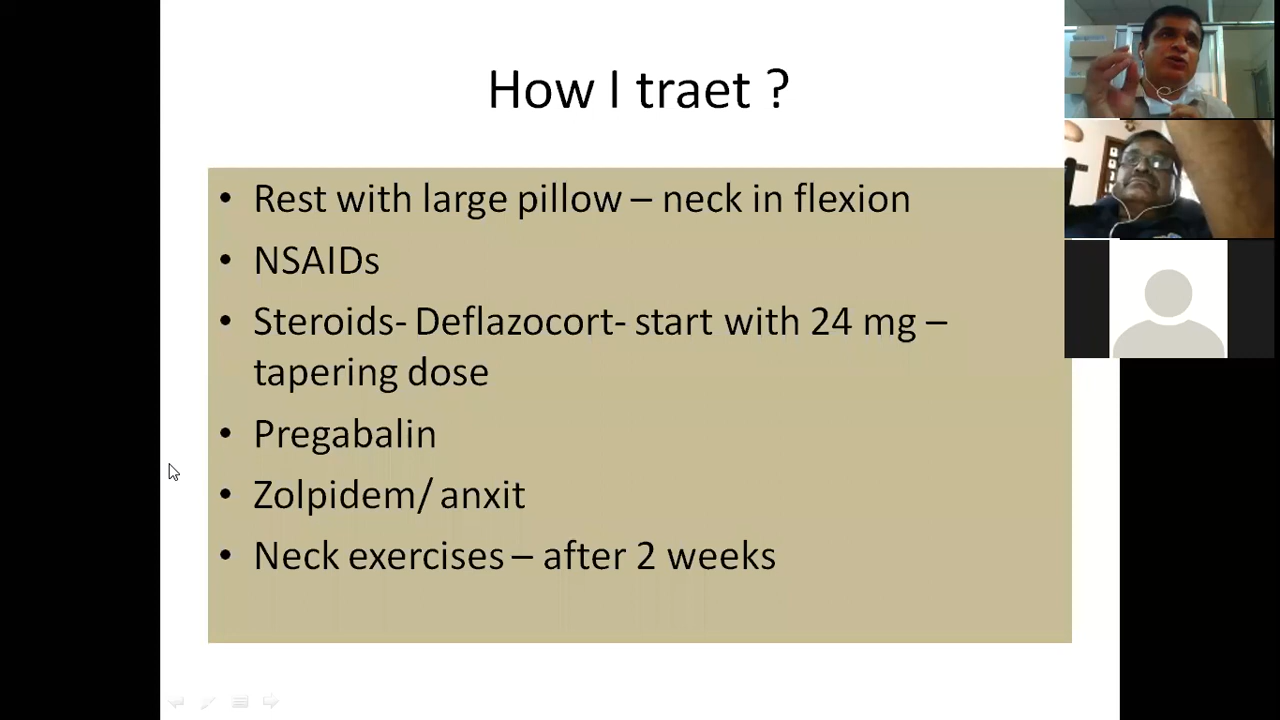 How I traet ?
• Rest with large pillow – neck in flexion
• NSAIDs
• Steroids- Deflazocort- start with 24 mg –
tapering dose
• Pregabalin
• Zolpidem/ anxit
• Neck exercises – after 2 weeks